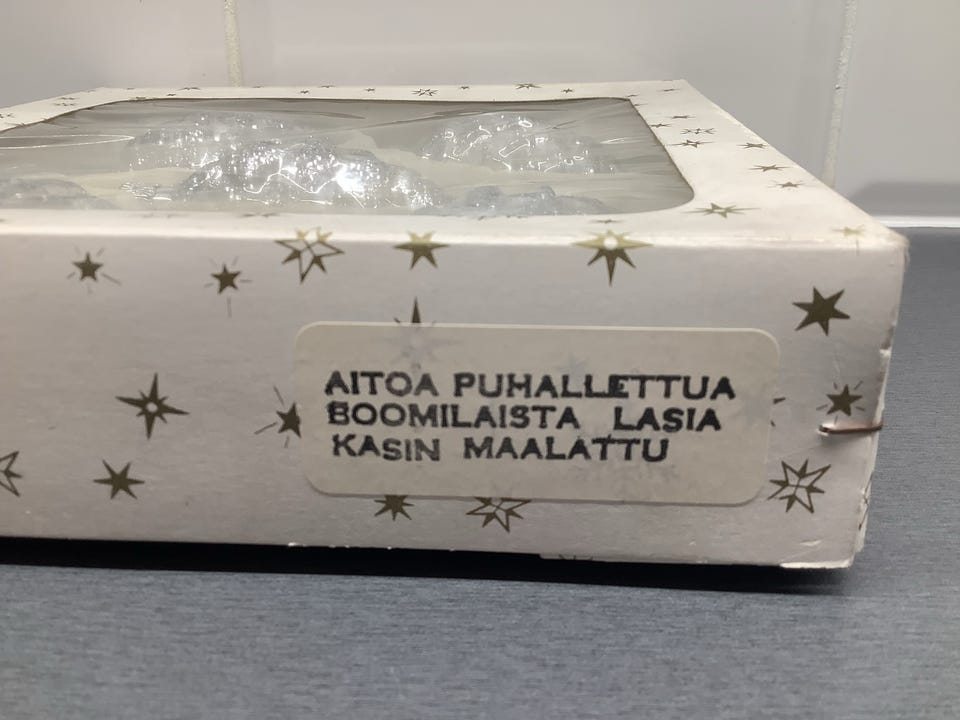 AITOA PUHALLETTUA
BOOMILAISTA LASIA
KASIN MAALATTU